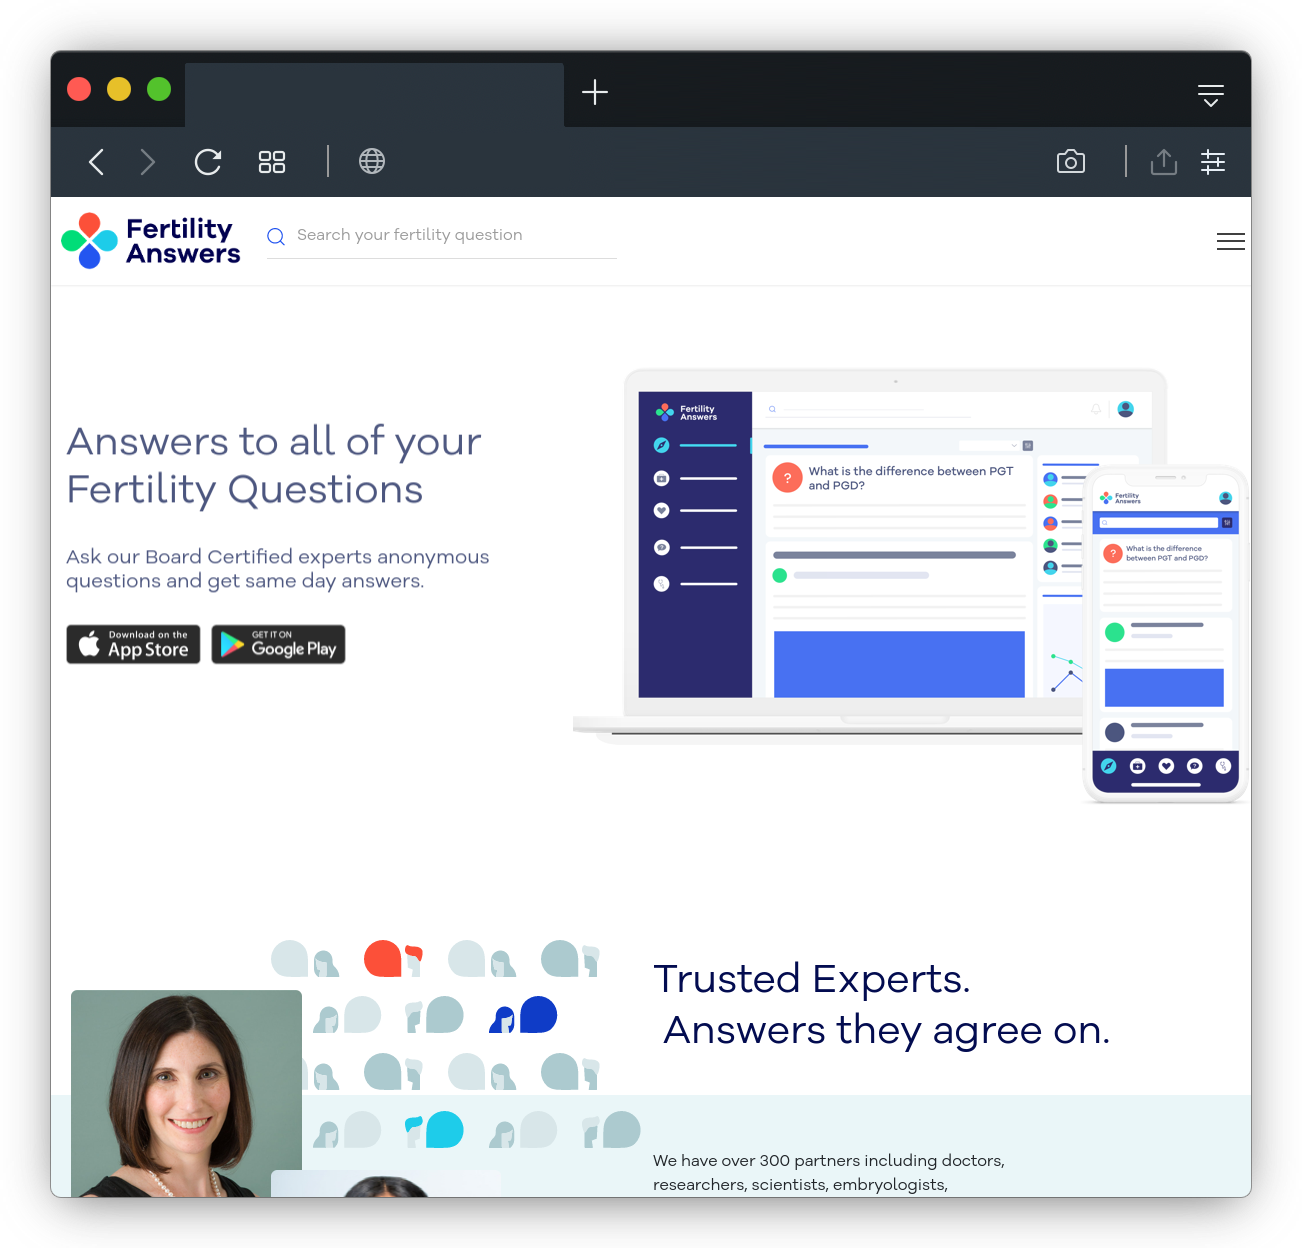 Fertility
Answers
Search your fertility question
Answers to all of your
Fertility Questions
Ask our Board Certified experts anonymous
questions and get same day answers.
Download on the
App Store
GET IT ON
Google Play
Fertility
Answers
What is the difference between PGT
and PGD?
Fertility
Answers
What is the difference
between PGT and PGD?
Trusted Experts.
Answers they agree on.
We have over 300 partners including doctors,
researchers, scientists, embryologists,